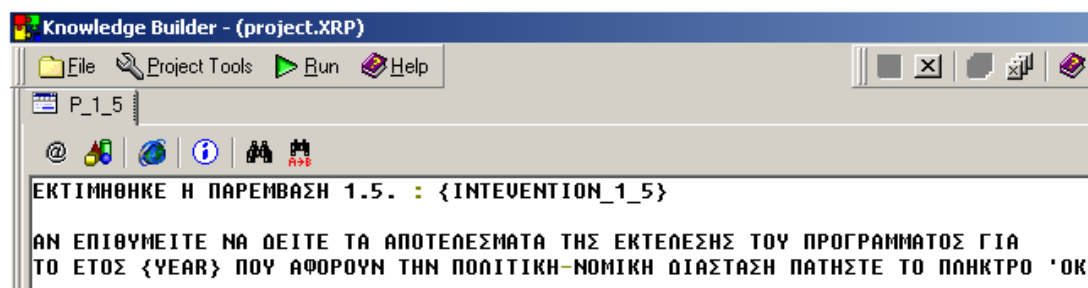 Knowledge Builder - (project.XRP)
File Project Tools Run Help
P_1_5
@ A→B
ΕΚΤΙΜΗΘΗΚΕ Η ΠΑΡΕΜΒΑΣΗ 1.5. : {INTEVENTION_1_5}
ΑΝ ΕΠΙΘΥΜΕΙΤΕ ΝΑ ΔΕΙΤΕ ΤΑ ΑΠΟΤΕΛΕΣΜΑΤΑ ΤΗΣ ΕΚΤΕΛΕΣΗΣ ΤΟΥ ΠΡΟΓΡΑΜΜΑΤΟΣ ΓΙΑ
ΤΟ ΕΤΟΣ {YEAR} ΠΟΥ ΑΦΟΡΟΥΝ ΤΗΝ ΠΟΛΙΤΙΚΗ-ΝΟΜΙΚΗ ΔΙΑΣΤΑΣΗ ΠΑΤΗΣΤΕ ΤΟ ΠΛΗΚΤΡΟ 'ΟΚ